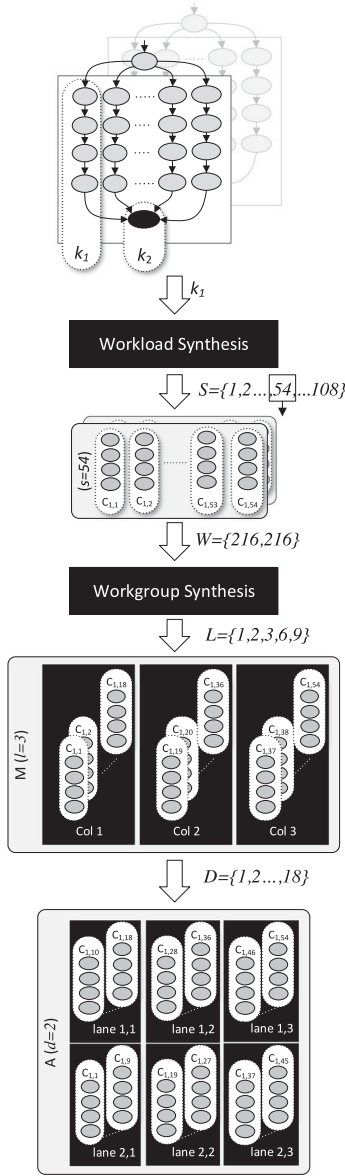 k1
k2
k1
Workload Synthesis
S={1,2...,54,...108}
(s=54)
C1,1 C1,2 C1,53 C1,54
W={216,216}
Workgroup Synthesis
L={1,2,3,6,9}
M (l=3)
C1,18 C1,36 C1,54
C1,2 C1,20 C1,38
C1,1 C1,19 C1,37
Col 1 Col 2 Col 3
D={1,2...,18}
A (d=2)
C1,18 C1,36 C1,54
C1,10 C1,28 C1,46
lane 1,1 lane 1,2 lane 1,3
C1,9 C1,27 C1,45
C1,1 C1,19 C1,37
lane 2,1 lane 2,2 lane 2,3